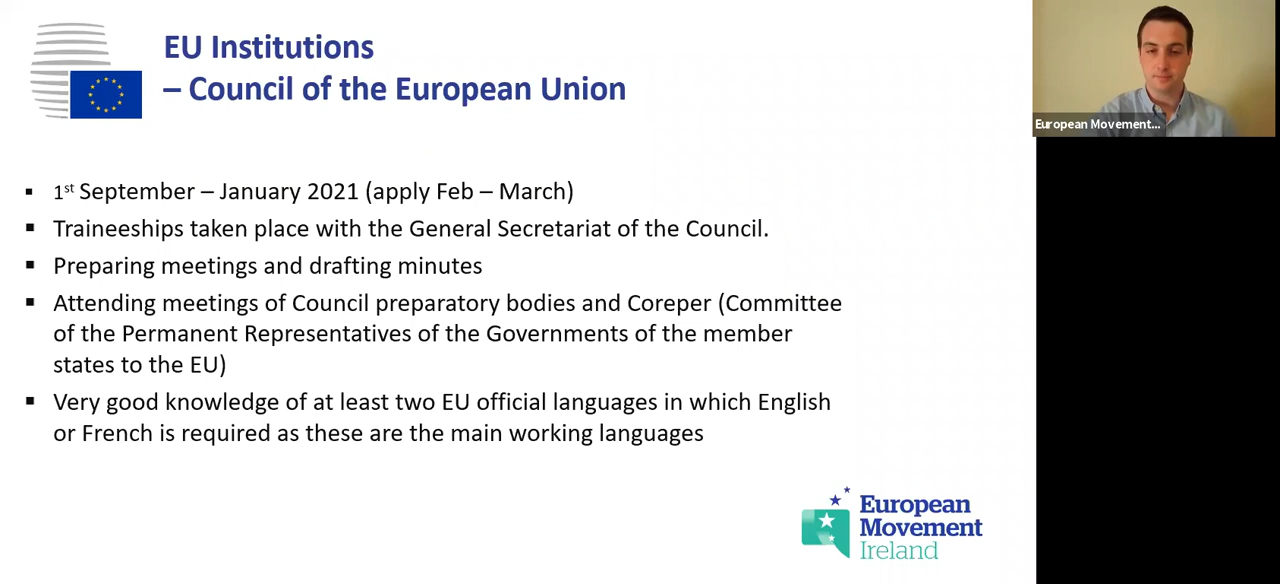 EU Institutions
– Council of the European Union
European Movement...
1st September – January 2021 (apply Feb – March)
Traineeships taken place with the General Secretariat of the Council.
Preparing meetings and drafting minutes
Attending meetings of Council preparatory bodies and Coreper (Committee
of the Permanent Representatives of the Governments of the member
states to the EU)
Very good knowledge of at least two EU official languages in which English
or French is required as these are the main working languages
European
Movement
Ireland